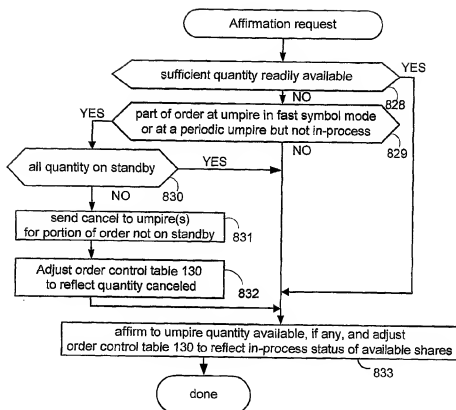 Affirmation request
sufficient quantity readily available
YES
NO
828
YES
part of order at umpire in fast symbol mode
or at a periodic umpire but not in-process
829
NO
all quantity on standby
YES
830
NO
send cancel to umpire(s)
for portion of order not on standby
831
Adjust order control table 130
to reflect quantity canceled
832
affirm to umpire quantity available, if any, and adjust
order control table 130 to reflect in-process status of available shares
833
done